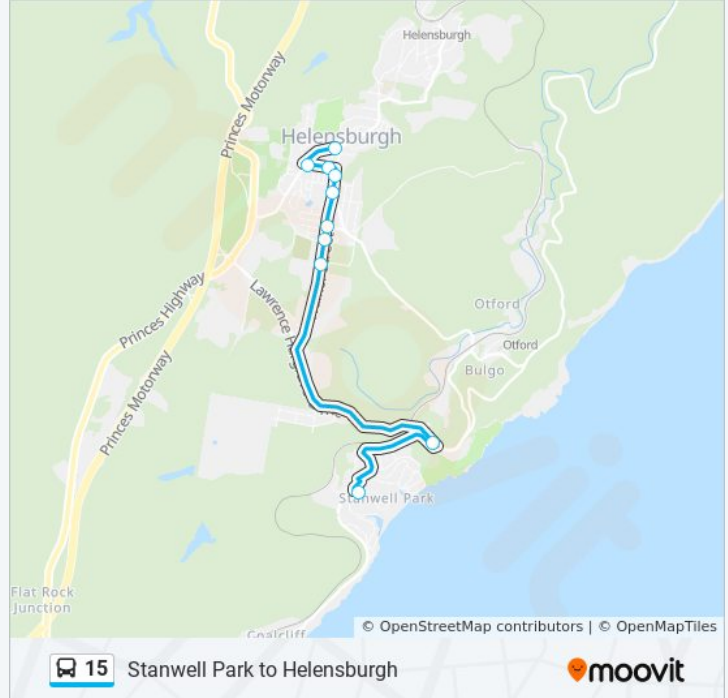 Helensburgh
Princes Motorway
Helensburgh
Princes Highway
Lawrence Harg
Otford
Otford
Bulgo
Princes Motorway
Stanwell Park
Flat Rock
Junction
Coalcliff
© OpenStreetMap contributors | © OpenMapTiles
15 Stanwell Park to Helensburgh
moovit